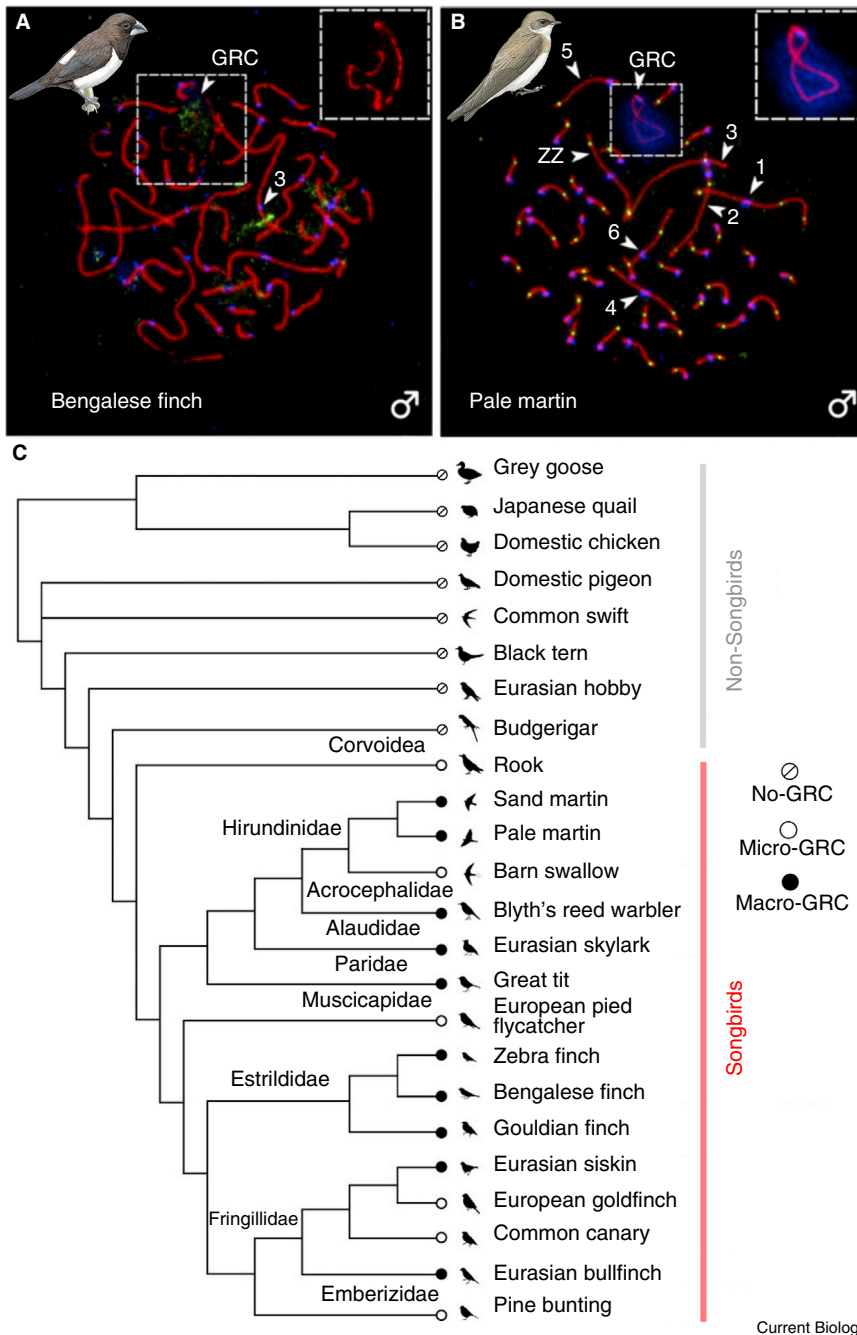 A
GRC
3
Bengalese finch
♂
B
5
GRC
ZZ
3
1
2
6
4
Pale martin
♂
C
Grey goose
Japanese quail
Domestic chicken
Domestic pigeon
Common swift
Black tern
Eurasian hobby
Budgerigar
Corvoidea
Rook
Sand martin
Hirundinidae
Pale martin
Barn swallow
Acrocephalidae
Blyth's reed warbler
Alaudidae
Eurasian skylark
Paridae
Great tit
Muscicapidae
European pied
flycatcher
Zebra finch
Estrildidae
Bengalese finch
Gouldian finch
Eurasian siskin
European goldfinch
Fringillidae
Common canary
Eurasian bullfinch
Emberizidae
Pine bunting
Non-Songbirds
Songbirds
No-GRC
Micro-GRC
Macro-GRC
Current Biolog